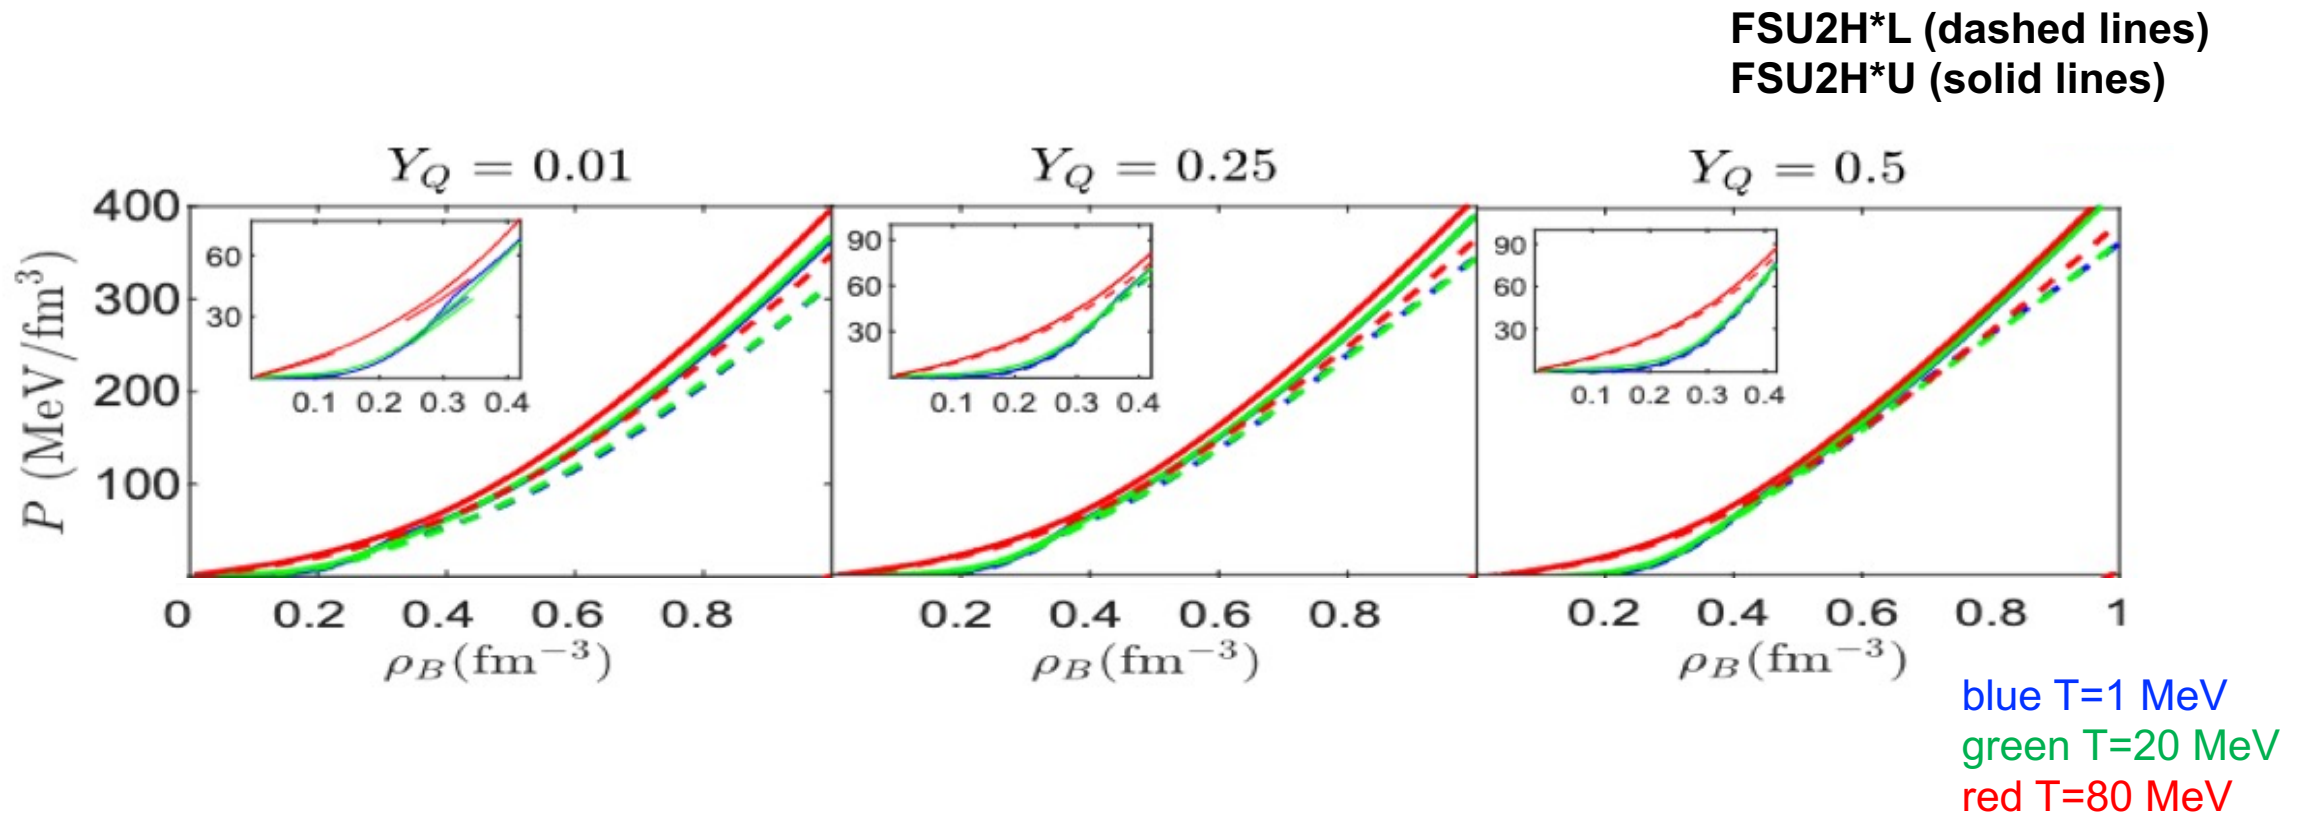 FSU2H*L (dashed lines)
FSU2H*U (solid lines)
Y_Q = 0.01
Y_Q = 0.25
Y_Q = 0.5
P (MeV/fm³)
400
300
200
100
60
30
0.1 0.2 0.3 0.4
90
60
30
0.1 0.2 0.3 0.4
90
60
30
0.1 0.2 0.3 0.4
0 0.2 0.4 0.6 0.8
0.2 0.4 0.6 0.8
0.2 0.4 0.6 0.8 1
ρ_B(fm⁻³)
ρ_B(fm⁻³)
ρ_B(fm⁻³)
blue T=1 MeV
green T=20 MeV
red T=80 MeV